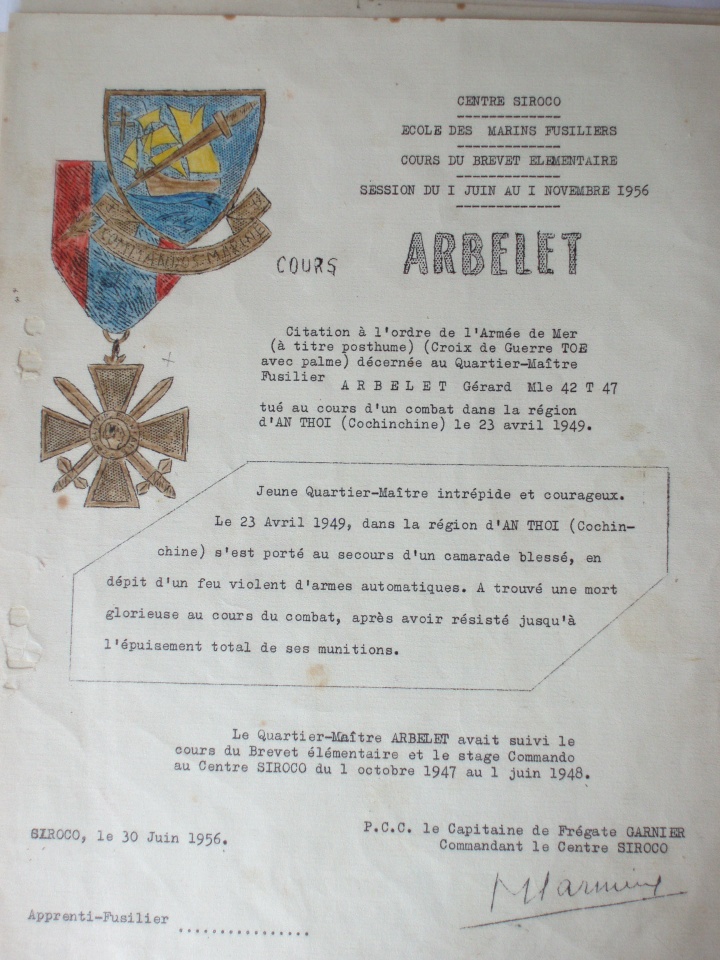 CENTRE SIROCO
ECOLE DES MARINS FUSILIERS
COURS DU BREVET ELEMENTAIRE
SESSION DU I JUIN AU I NOVEMBRE I956
COMMANDOS MARINE
COURS ARBELET
Citation à l'ordre de l'Armée de Mer
(à titre posthume) (Croix de Guerre TOE
avec palme) décernée au Quartier-Maître
Fusilier ARBELET Gérard Mle 42 T 47
tué au cours d'un combat dans la région
d'AN THOI (Cochinchine) le 23 avril 1949.
Jeune Quartier-Maître intrépide et courageux.
Le 23 Avril 1949, dans la région d'AN THOI (Cochin-
chine) s'est porté au secours d'un camarade blessé, en
dépit d'un feu violent d'armes automatiques. A trouvé une mort
glorieuse au cours du combat, après avoir résisté jusqu'à
l'épuisement total de ses munitions.
Le Quartier-Maître ARBELET avait suivi le
cours du Brevet élémentaire et le stage Commando
au Centre SIROCO du 1 octobre 1947 au 1 juin 1948.
SIROCO, le 30 Juin 1956.
P.C.C. le Capitaine de Frégate GARNIER
Commandant le Centre SIROCO
Apprenti-Fusilier ................